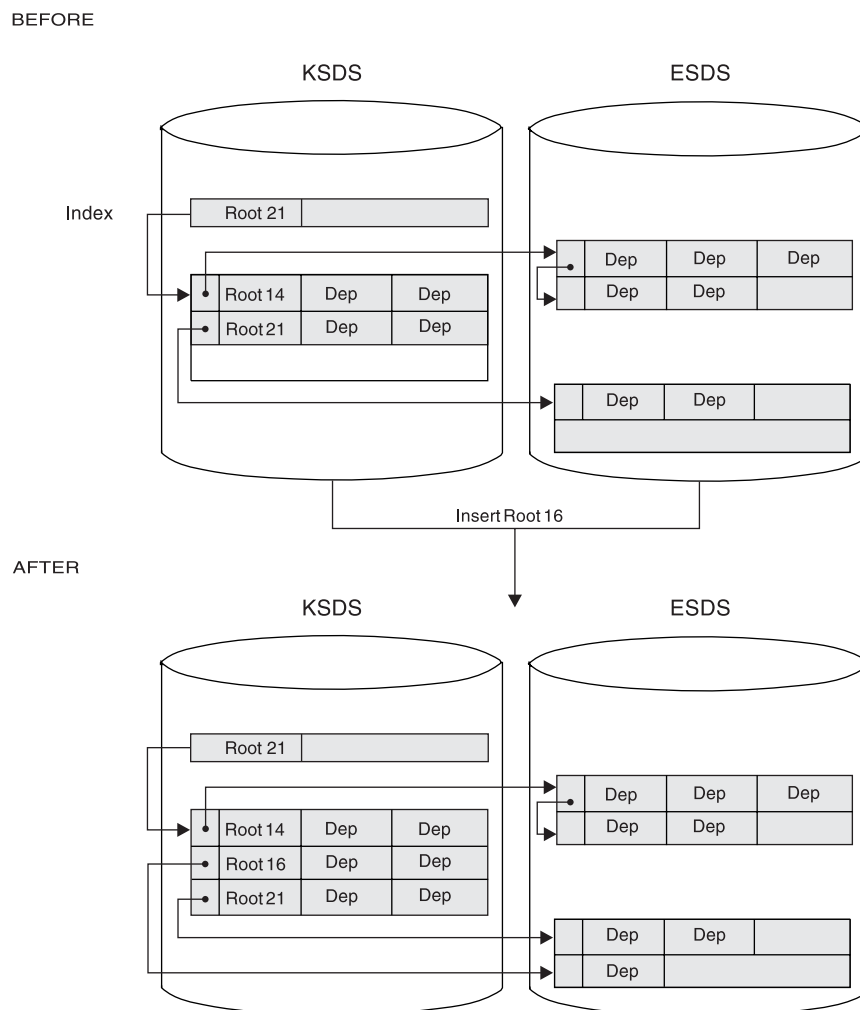 BEFORE
KSDS ESDS
Index Root 21
Dep Dep Dep
Root 14 Dep Dep
Dep Dep
Root 21 Dep Dep
Dep Dep
Insert Root 16
AFTER
KSDS ESDS
Root 21
Dep Dep Dep
Root 14 Dep Dep
Dep Dep
Root 16 Dep Dep
Root 21 Dep Dep
Dep Dep
Dep